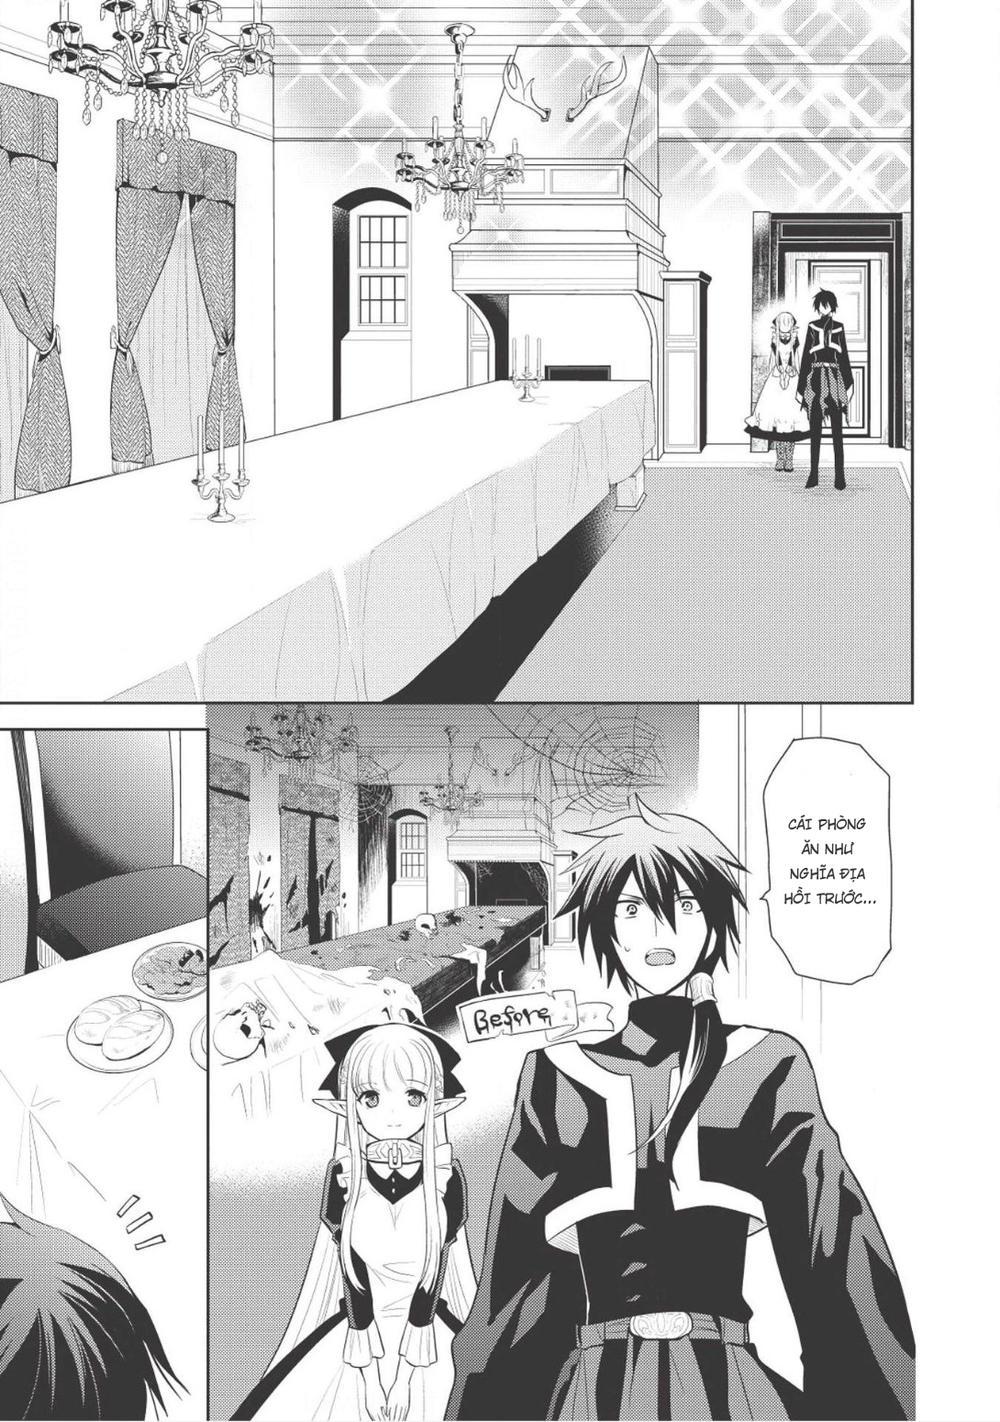 CÁI PHÒNG
ĂN NHƯ
NGHĨA ĐỊA
HỒI TRƯỚC...
Before